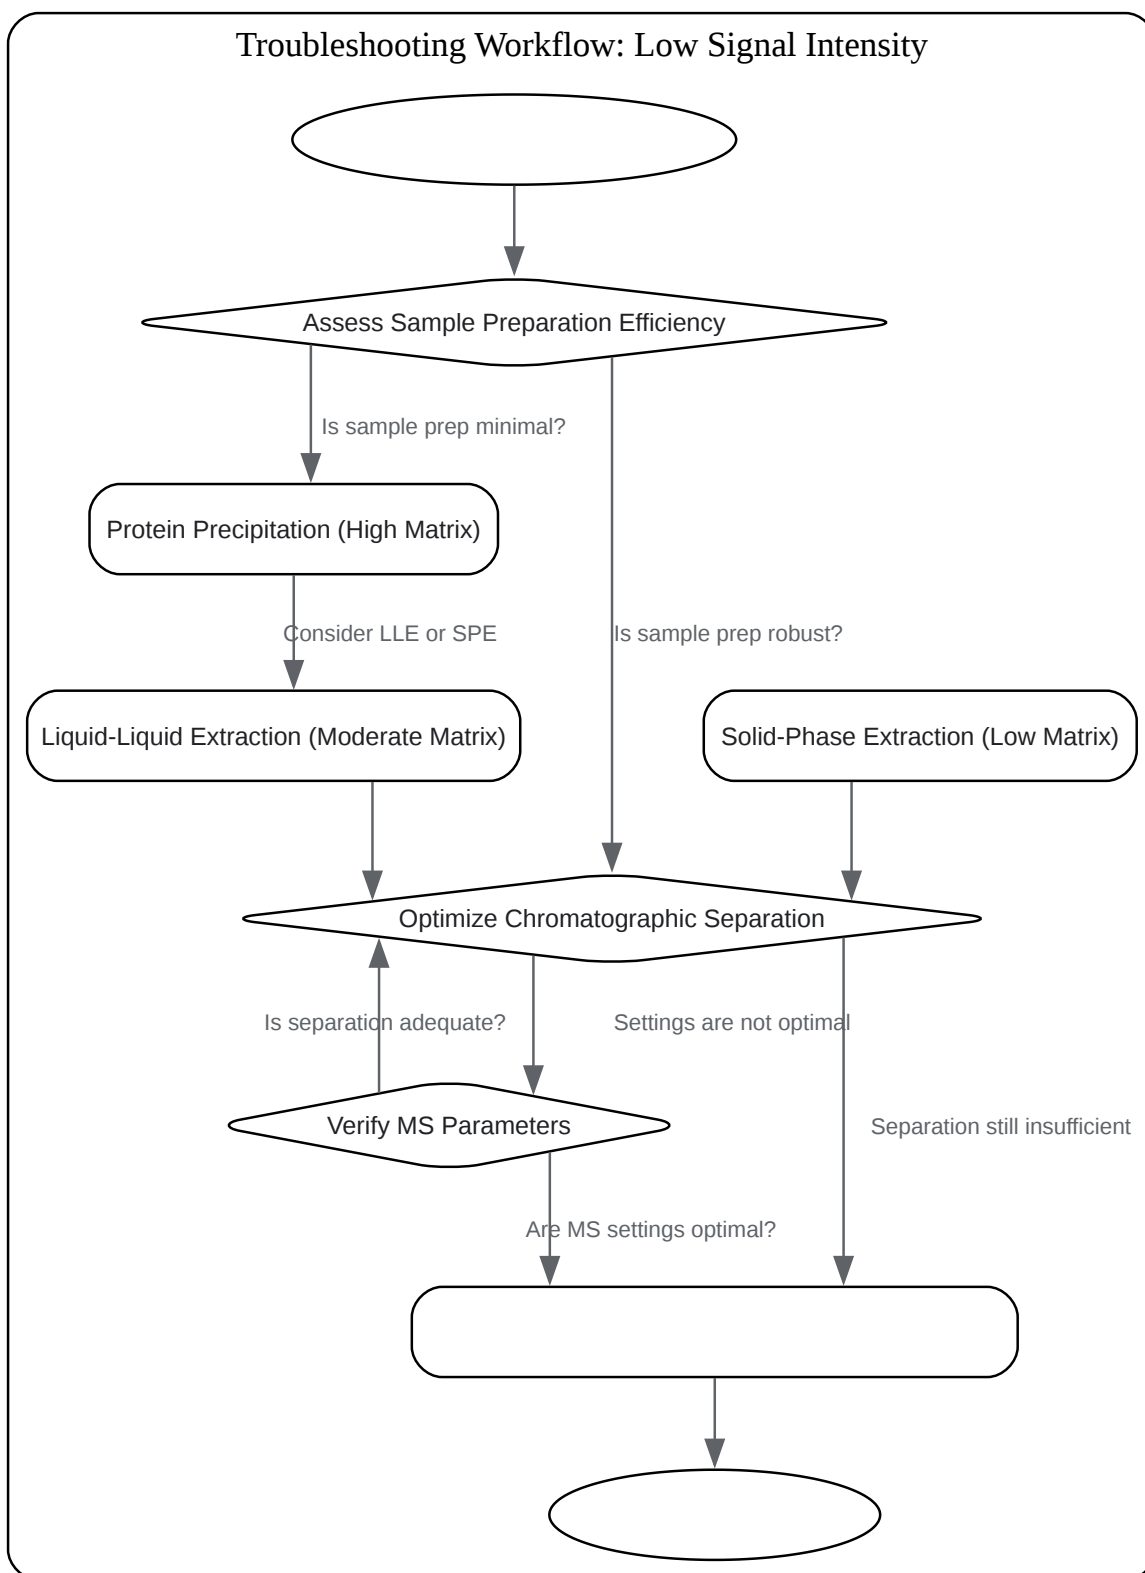 Troubleshooting Workflow: Low Signal Intensity
Assess Sample Preparation Efficiency
Is sample prep minimal?
Protein Precipitation (High Matrix)
Consider LLE or SPE
Is sample prep robust?
Liquid-Liquid Extraction (Moderate Matrix)
Solid-Phase Extraction (Low Matrix)
Optimize Chromatographic Separation
Is separation adequate?
Settings are not optimal
Verify MS Parameters
Separation still insufficient
Are MS settings optimal?